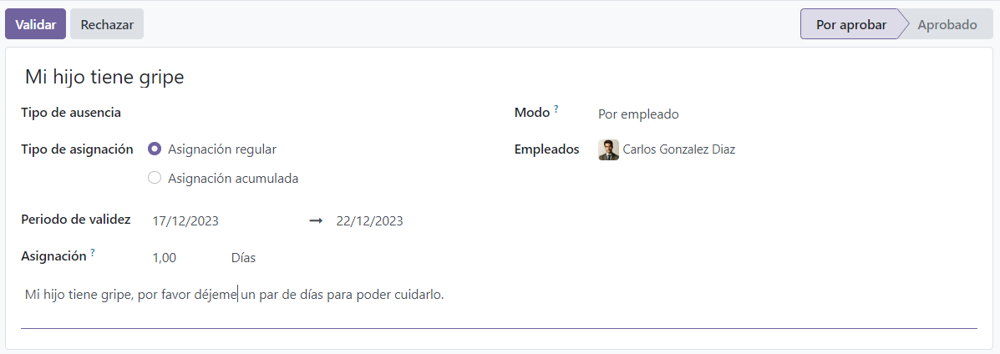 Validar Rechazar Por aprobar Aprobado
Mi hijo tiene gripe
Tipo de ausencia Modo ? Por empleado
Tipo de asignación Asignación regular Empleados Carlos Gonzalez Diaz
Asignación acumulada
Periodo de validez 17/12/2023 → 22/12/2023
Asignación ? 1,00 Días
Mi hijo tiene gripe, por favor déjeme un par de días para poder cuidarlo.